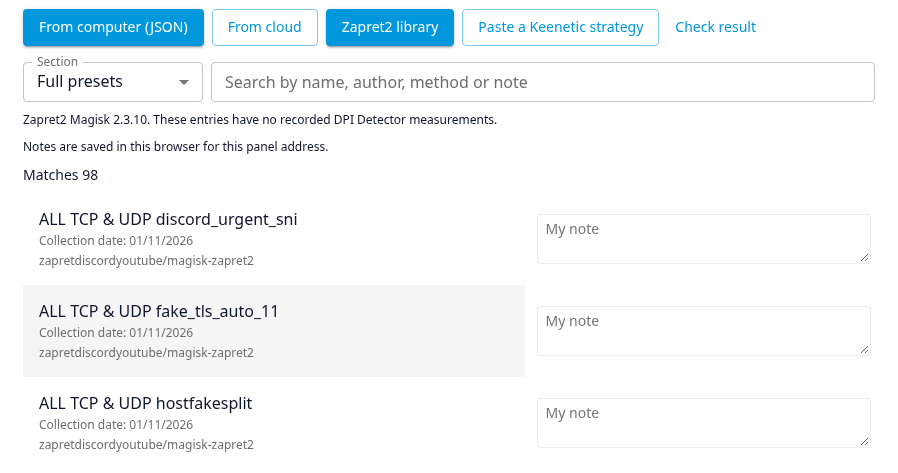 From computer (JSON) From cloud Zapret2 library Paste a Keenetic strategy Check result
Section
Full presets Search by name, author, method or note
Zapret2 Magisk 2.3.10. These entries have no recorded DPI Detector measurements.
Notes are saved in this browser for this panel address.
Matches 98
ALL TCP & UDP discord_urgent_sni
My note
Collection date: 01/11/2026
zapretdiscordyoutube/magisk-zapret2
ALL TCP & UDP fake_tls_auto_11
My note
Collection date: 01/11/2026
zapretdiscordyoutube/magisk-zapret2
ALL TCP & UDP hostfakesplit
My note
Collection date: 01/11/2026
zapretdiscordyoutube/magisk-zapret2